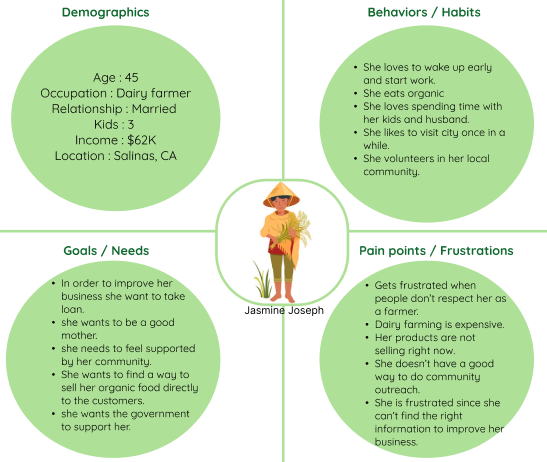 Demographics
Age : 45
Occupation : Dairy farmer
Relationship : Married
Kids : 3
Income : $62K
Location : Salinas, CA
Behaviors / Habits
• She loves to wake up early
and start work.
• She eats organic
• She loves spending time with
her kids and husband.
• She likes to visit city once in a
while.
• She volunteers in her local
community.
Jasmine Joseph
Goals / Needs
• In order to improve her
business she want to take
loan.
• she wants to be a good
mother.
• she needs to feel supported
by her community.
• She wants to find a way to
sell her organic food directly
to the customers.
• she wants the government
to support her.
Pain points / Frustrations
• Gets frustrated when
people don't respect her as
a farmer.
• Dairy farming is expensive.
• Her products are not
selling right now.
• She doesn't have a good
way to do community
outreach.
• She is frustrated since she
can't find the right
information to improve her
business.